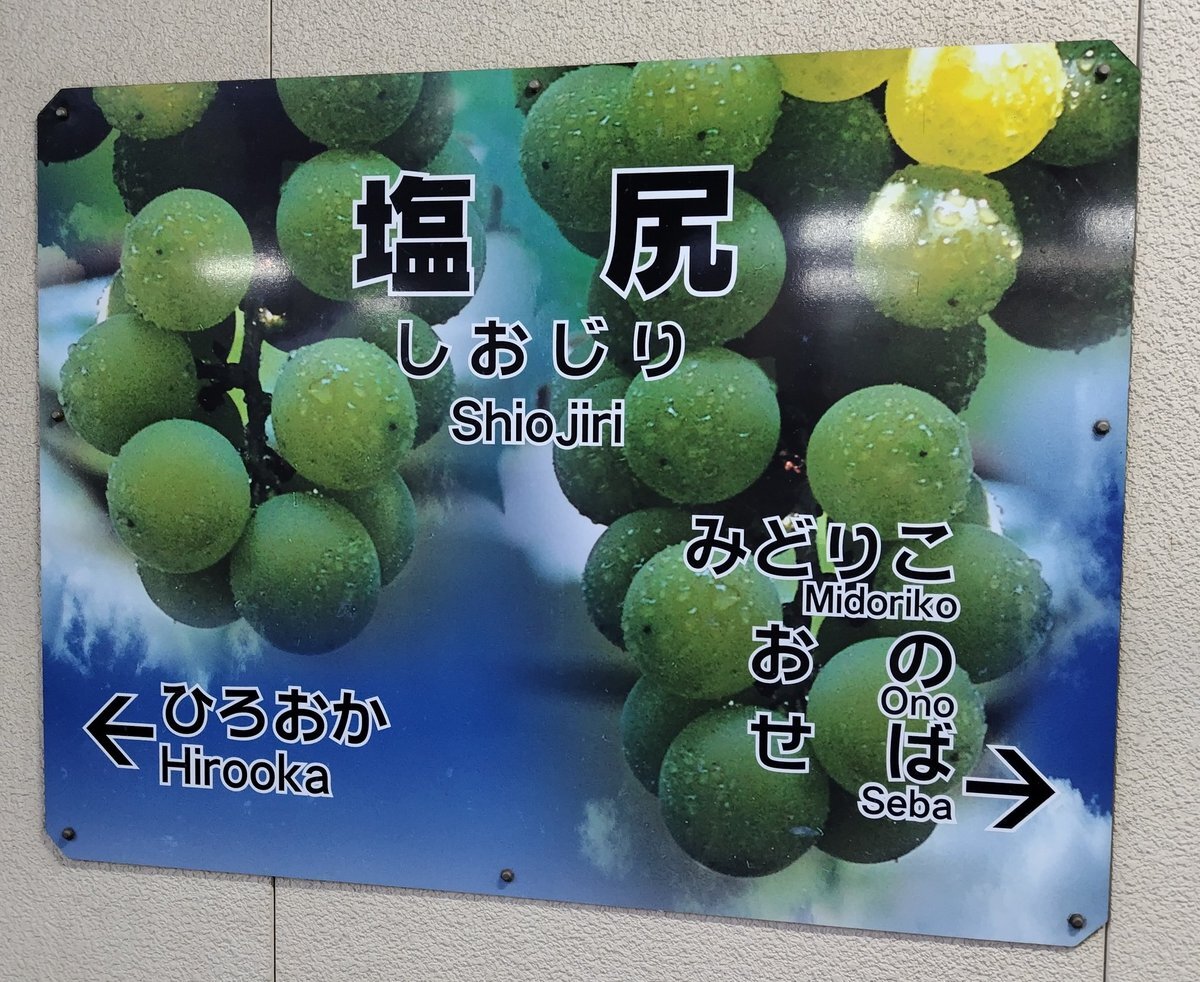 塩尻
しおじり
Shiojiri
みどりこ
Midoriko
おの
Ono
せば
Seba
ひろおか
Hirooka